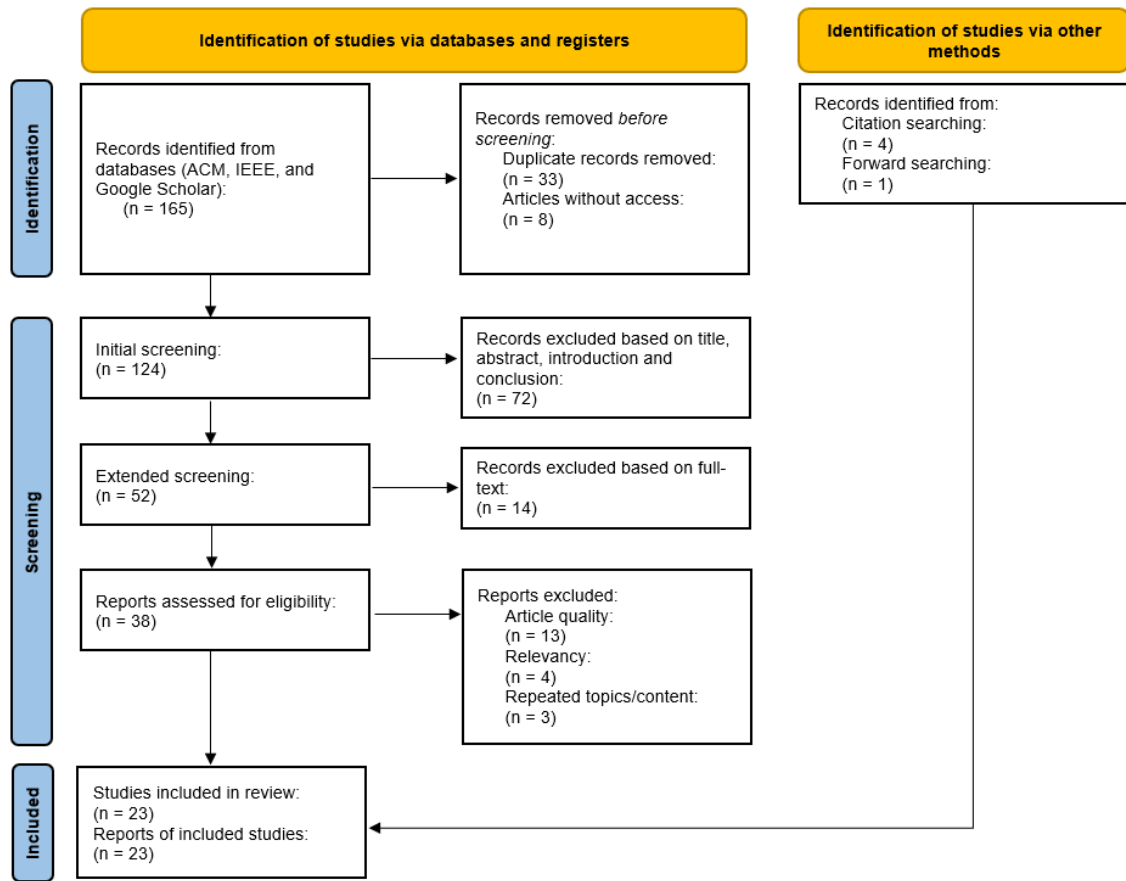 Identification of studies via databases and registers
Identification of studies via other
methods
Identification
Records identified from
databases (ACM, IEEE, and
Google Scholar):
(n = 165)
Records removed before
screening:
Duplicate records removed:
(n = 33)
Articles without access:
(n = 8)
Records identified from:
Citation searching:
(n = 4)
Forward searching:
(n = 1)
Screening
Initial screening:
(n = 124)
Records excluded based on title,
abstract, introduction and
conclusion:
(n = 72)
Extended screening:
(n = 52)
Records excluded based on full-
text:
(n = 14)
Reports assessed for eligibility:
(n = 38)
Reports excluded:
Article quality:
(n = 13)
Relevancy:
(n = 4)
Repeated topics/content:
(n = 3)
Included
Studies included in review:
(n = 23)
Reports of included studies:
(n = 23)